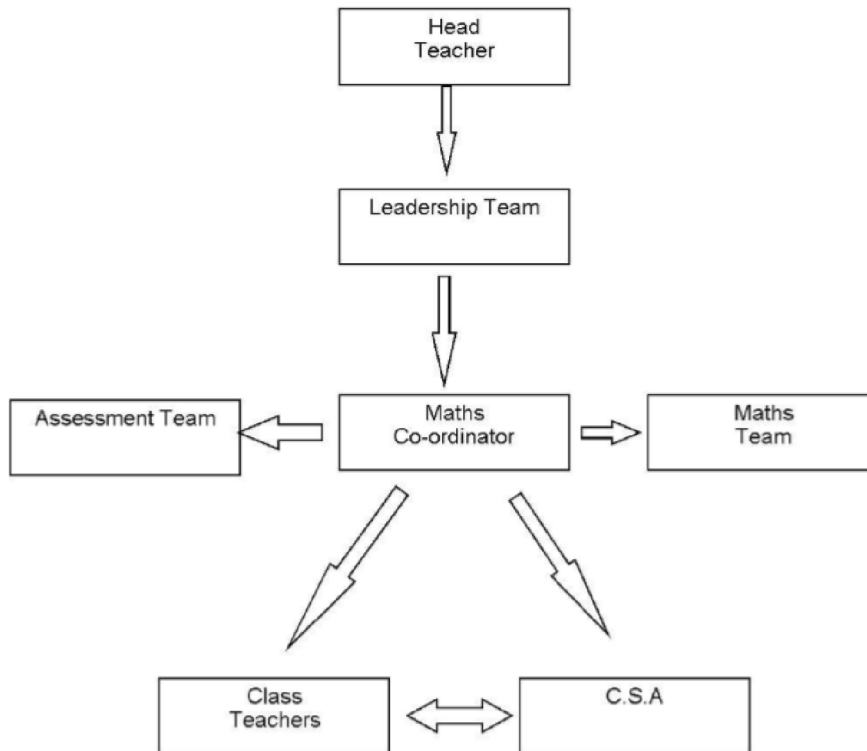 Head
Teacher
Leadership Team
Assessment Team
Maths
Co-ordinator
Maths
Team
Class
Teachers
C.S.A